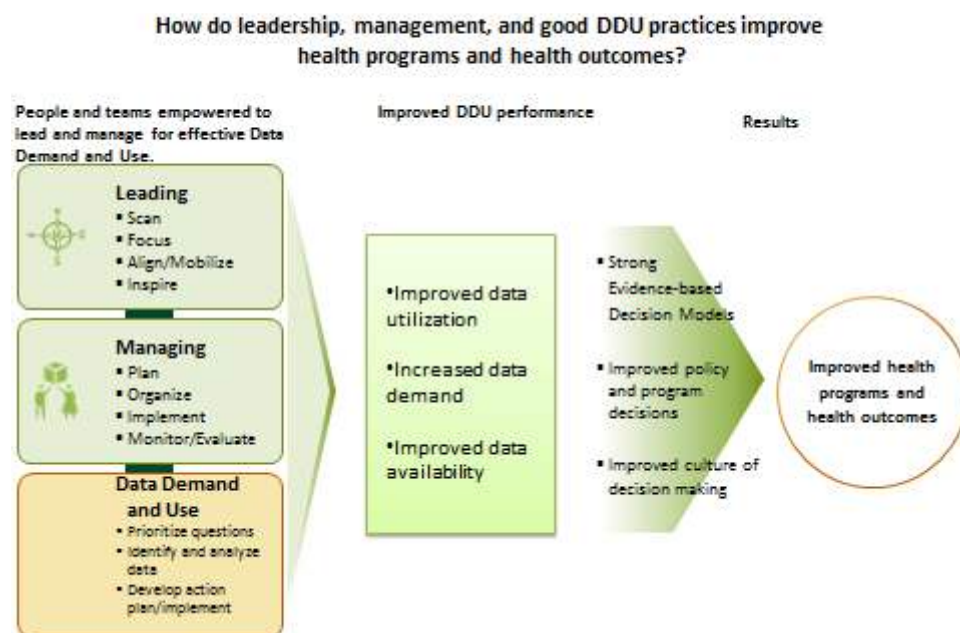 How do leadership, management, and good DDU practices improve
health programs and health outcomes?
People and teams empowered to
lead and manage for effective Data
Demand and Use.
Improved DDU performance
Results
Leading
▪ Scan
▪ Focus
▪ Align/Mobilize
▪ Inspire
Managing
▪ Plan
▪ Organize
▪ Implement
▪ Monitor/Evaluate
Data Demand
and Use
▪ Prioritize questions
▪ Identify and analyze
data
▪ Develop action
plan/implement
•Improved data
utilization
•Increased data
demand
•Improved data
availability
▪ Strong
Evidence-based
Decision Models
▪ Improved policy
and program
decisions
▪ Improved culture of
decision making
Improved health
programs and
health outcomes